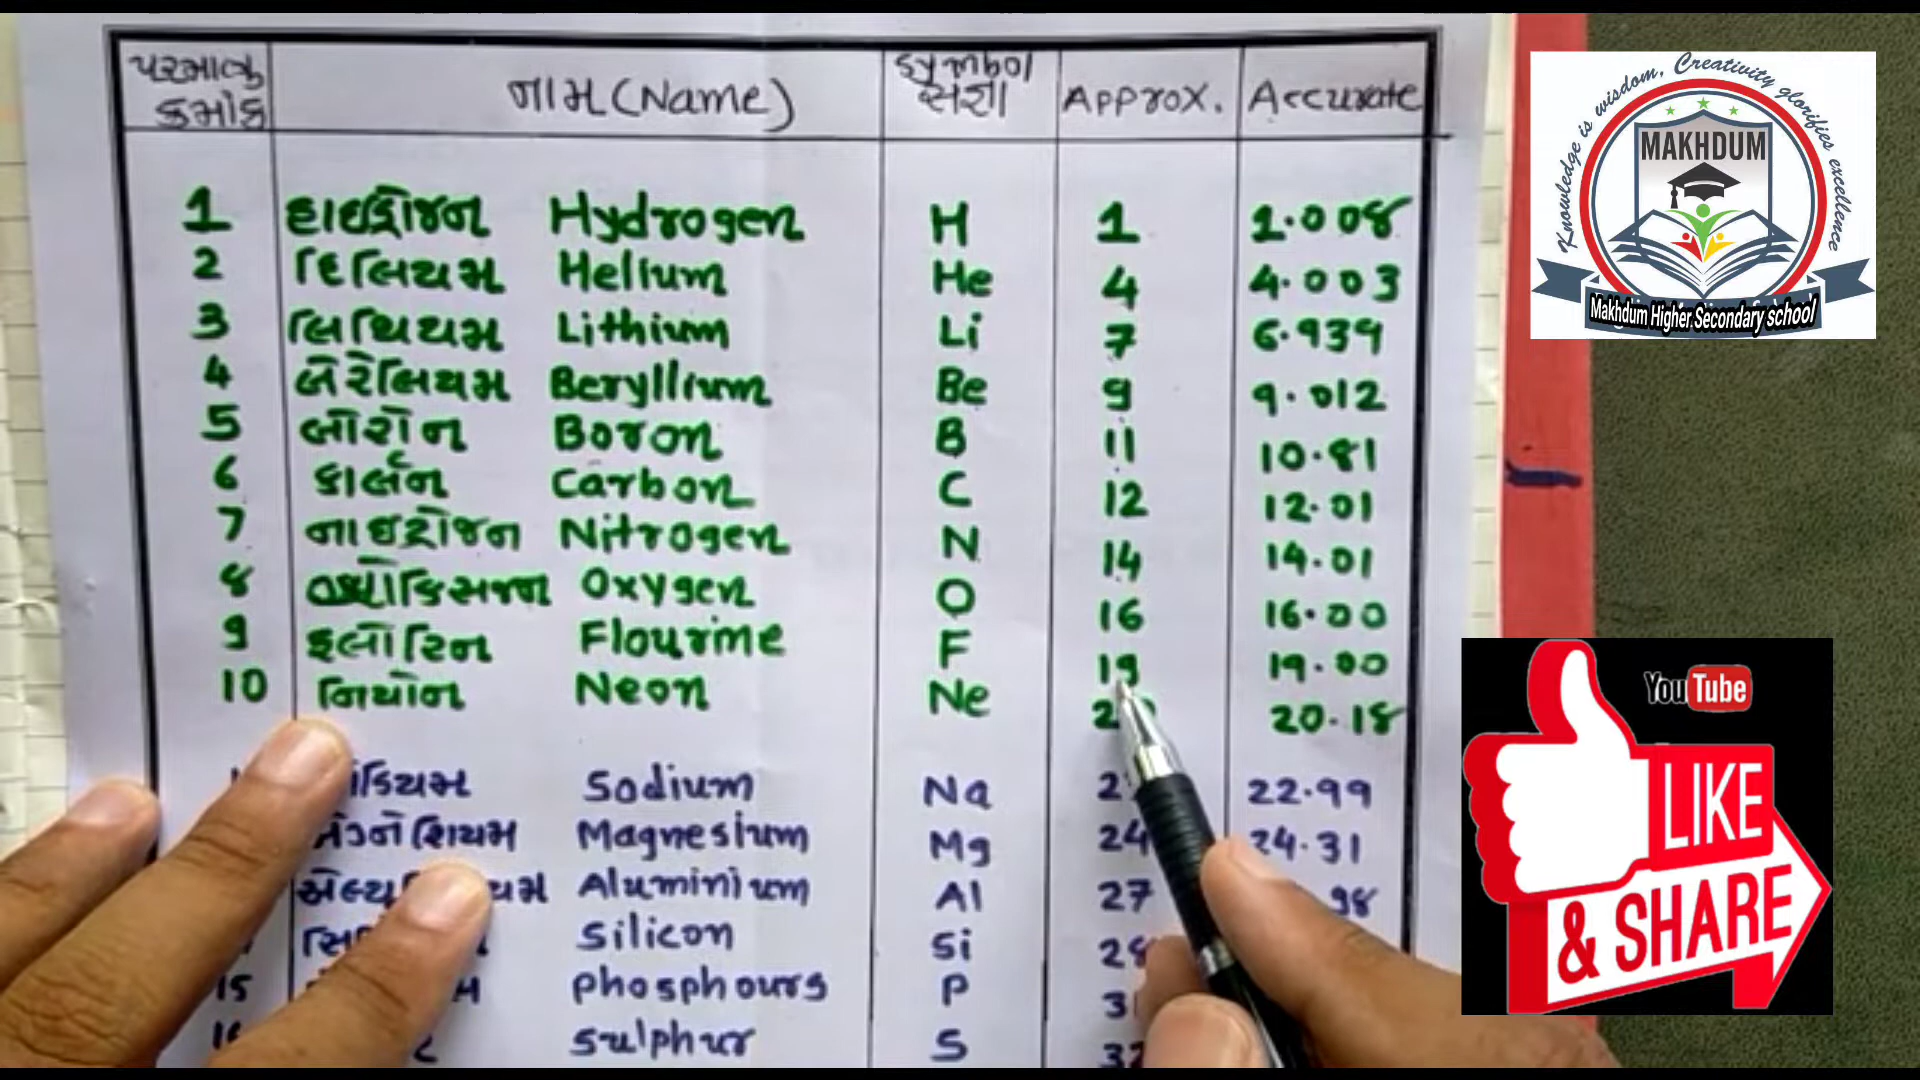 પરમાણુ ક્રમાંક નામ (Name) Symbol સંજ્ઞા Approx. Accurate
1 હાઇડ્રોજન Hydrogen H 1 1.008
2 હિલિયમ Helium He 4 4.003
3 લિથિયમ Lithium Li 7 6.939
4 બેરેલિયમ Beryllium Be 9 9.012
5 બોરોન Boron B 11 10.81
6 કાર્બન Carbon C 12 12.01
7 નાઇટ્રોજન Nitrogen N 14 14.01
8 ઓક્સિજન Oxygen O 16 16.00
9 ફ્લોરિન Flourine F 19 19.00
10 નિયોન Neon Ne 20.18
Sodium Na 22.99
Magnesium Mg 24 24.31
Aluminium Al 27 98
Silicon Si 28
15 Phosphours P
Sulphur S 32
Knowledge is wisdom, Creativity glorifies excellence
MAKHDUM
Makhdum Higher Secondary school
YouTube
LIKE
& SHARE